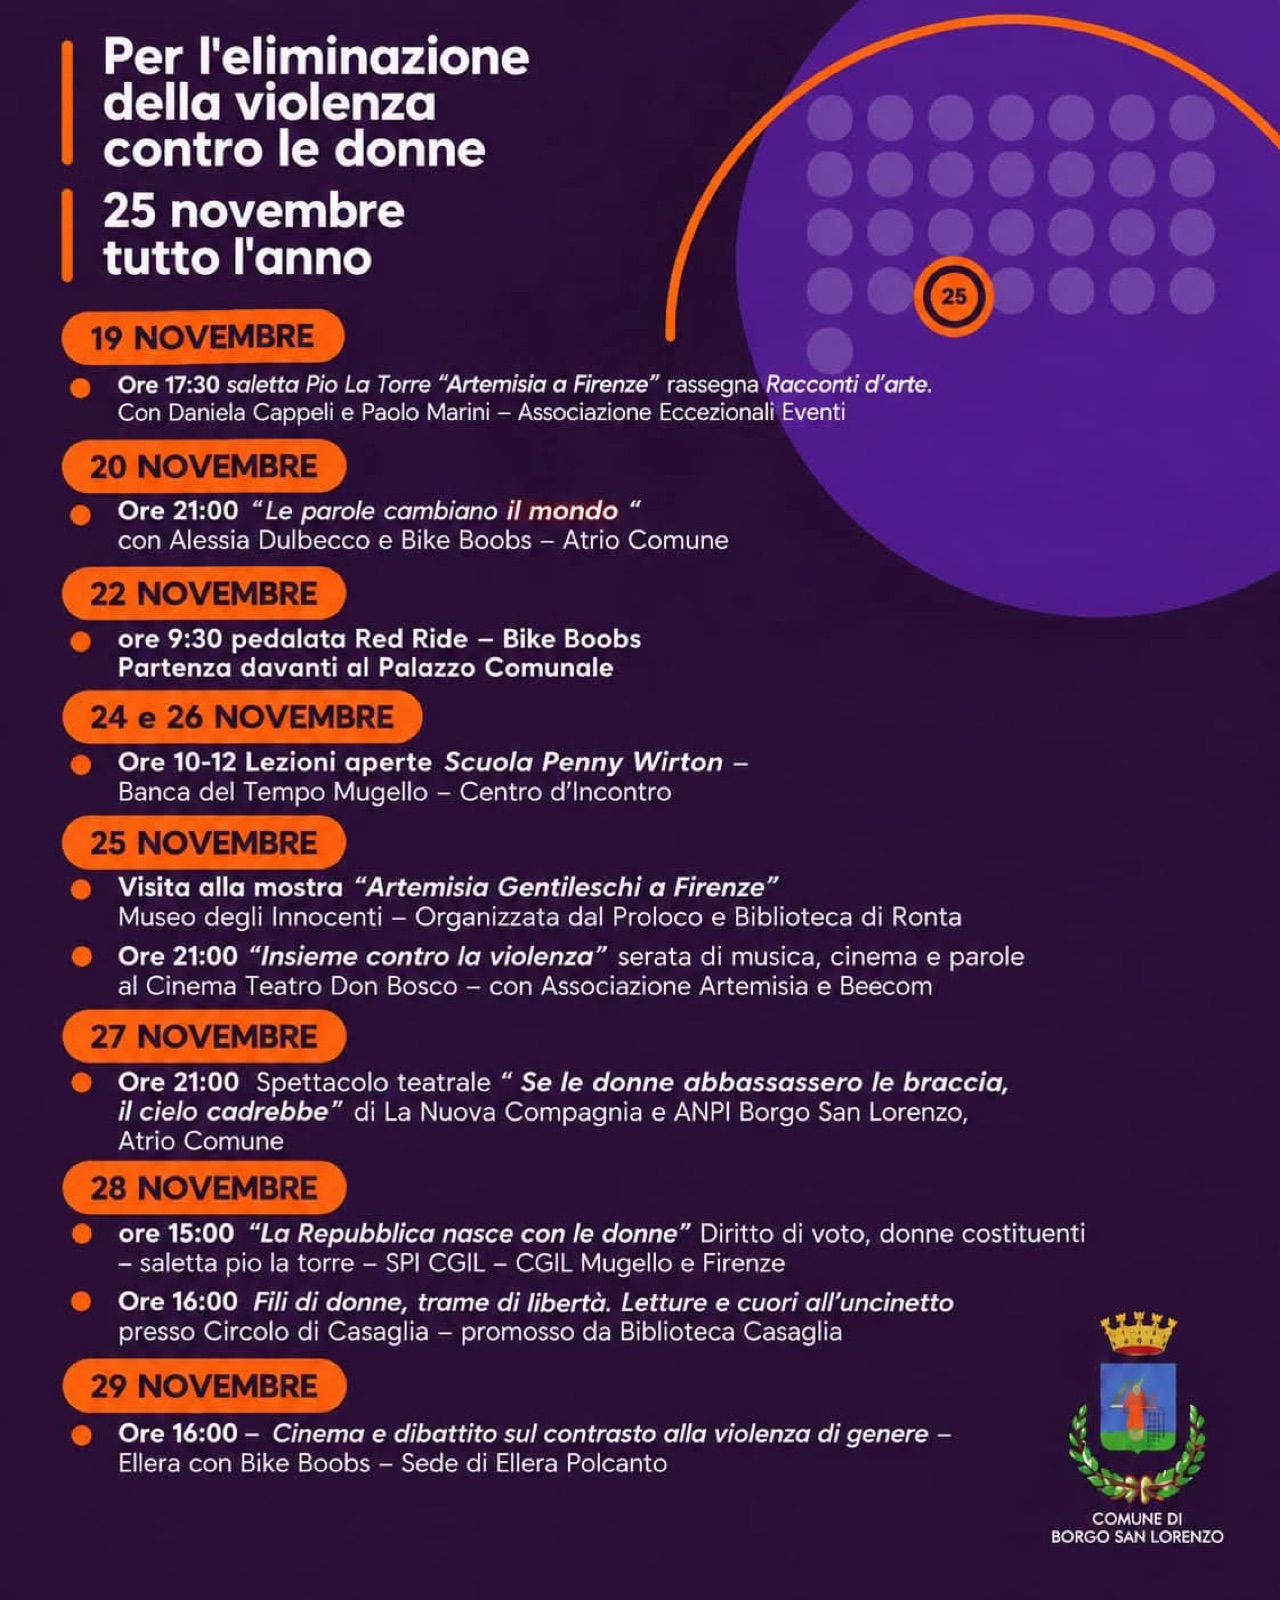 Per l'eliminazione
della violenza
contro le donne
25 novembre
tutto l'anno
25
19 NOVEMBRE
Ore 17:30 saletta Pio La Torre “Artemisia a Firenze” rassegna Racconti d’arte.
Con Daniela Cappeli e Paolo Marini – Associazione Eccezionali Eventi
20 NOVEMBRE
Ore 21:00 “Le parole cambiano il mondo “
con Alessia Dulbecco e Bike Boobs – Atrio Comune
22 NOVEMBRE
ore 9:30 pedalata Red Ride – Bike Boobs
Partenza davanti al Palazzo Comunale
24 e 26 NOVEMBRE
Ore 10-12 Lezioni aperte Scuola Penny Wirton –
Banca del Tempo Mugello – Centro d’Incontro
25 NOVEMBRE
Visita alla mostra “Artemisia Gentileschi a Firenze”
Museo degli Innocenti – Organizzata dal Proloco e Biblioteca di Ronta
Ore 21:00 “Insieme contro la violenza” serata di musica, cinema e parole
al Cinema Teatro Don Bosco – con Associazione Artemisia e Beecom
27 NOVEMBRE
Ore 21:00 Spettacolo teatrale “ Se le donne abbassassero le braccia,
il cielo cadrebbe” di La Nuova Compagnia e ANPI Borgo San Lorenzo,
Atrio Comune
28 NOVEMBRE
ore 15:00 “La Repubblica nasce con le donne” Diritto di voto, donne costituenti
– saletta pio la torre – SPI CGIL – CGIL Mugello e Firenze
Ore 16:00 Fili di donne, trame di libertà. Letture e cuori all’uncinetto
presso Circolo di Casaglia – promosso da Biblioteca Casaglia
29 NOVEMBRE
Ore 16:00 – Cinema e dibattito sul contrasto alla violenza di genere –
Ellera con Bike Boobs – Sede di Ellera Polcanto
COMUNE DI
BORGO SAN LORENZO